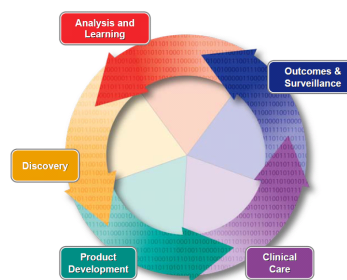 Analysis and
Learning
Outcomes &
Surveillance
Discovery
Product
Development
Clinical
Care